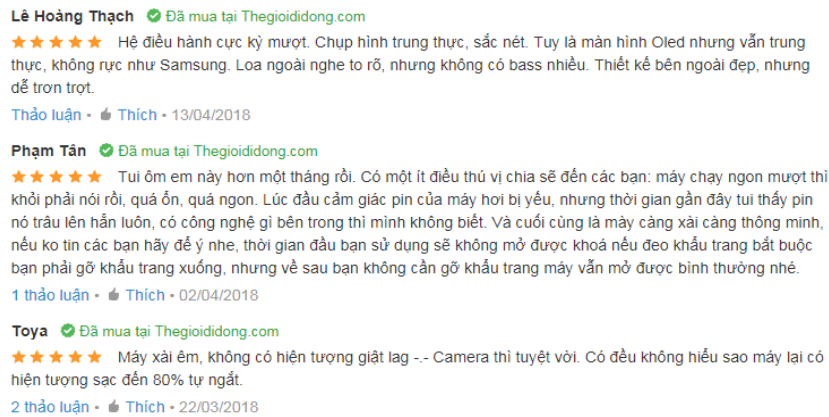 Lê Hoàng Thạch Đã mua tại Thegioididong.com
Hệ điều hành cực kỳ mượt. Chụp hình trung thực, sắc nét. Tuy là màn hình Oled nhưng vẫn trung
thực, không rực như Samsung. Loa ngoài nghe to rõ, nhưng không có bass nhiều. Thiết kế bên ngoài đẹp, nhưng
dễ trơn trợt.
Thảo luận • Thích • 13/04/2018
Phạm Tân Đã mua tại Thegioididong.com
Tui ôm em này hơn một tháng rồi. Có một ít điều thú vị chia sẽ đến các bạn: máy chạy ngon mượt thì
khỏi phải nói rồi, quá ổn, quá ngon. Lúc đầu cảm giác pin của máy hơi bị yếu, nhưng thời gian gần đây tui thấy pin
nó trâu lên hẳn luôn, có công nghệ gì bên trong thì mình không biết. Và cuối cùng là mày càng xài càng thông minh,
nếu ko tin các bạn hãy để ý nhe, thời gian đầu bạn sử dụng sẽ không mở được khoá nếu đeo khẩu trang bắt buộc
bạn phải gỡ khẩu trang xuống, nhưng về sau bạn không cần gỡ khẩu trang máy vẫn mở được bình thường nhé.
1 thảo luận • Thích • 02/04/2018
Toya Đã mua tại Thegioididong.com
Máy xài êm, không có hiện tượng giật lag -.- Camera thì tuyệt vời. Có đều không hiểu sao máy lại có
hiện tượng sạc đến 80% tự ngắt.
2 thảo luận • Thích • 22/03/2018